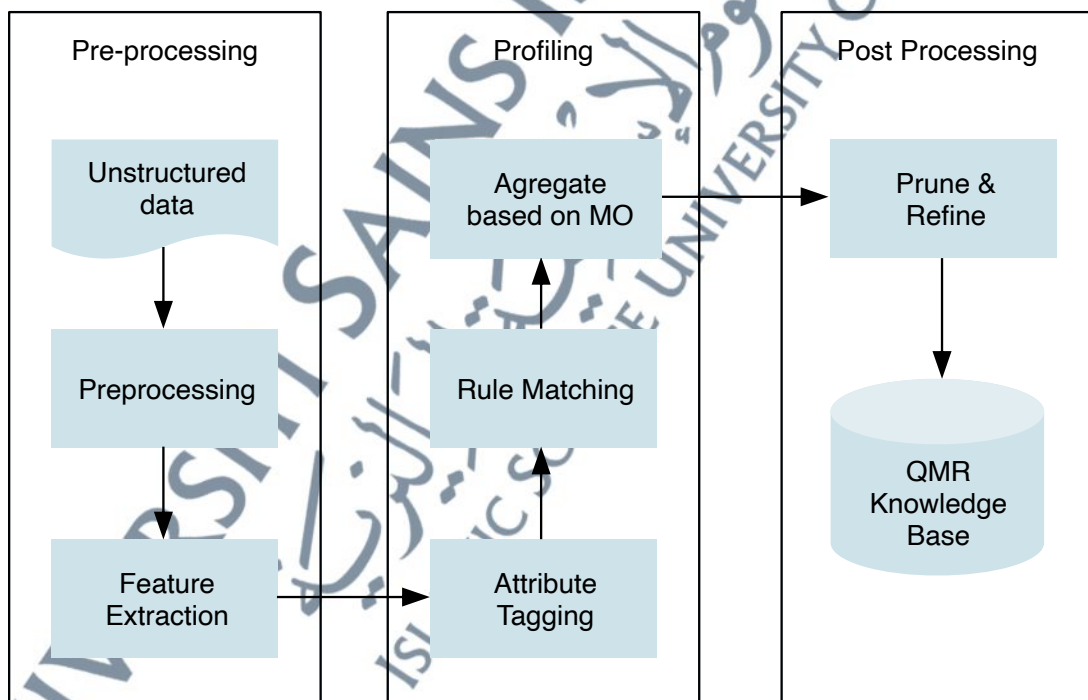 Pre-processing
Unstructured
data
Preprocessing
Feature
Extraction
Profiling
Agregate
based on MO
Rule Matching
Attribute
Tagging
Post Processing
Prune &
Refine
QMR
Knowledge
Base
SAINS